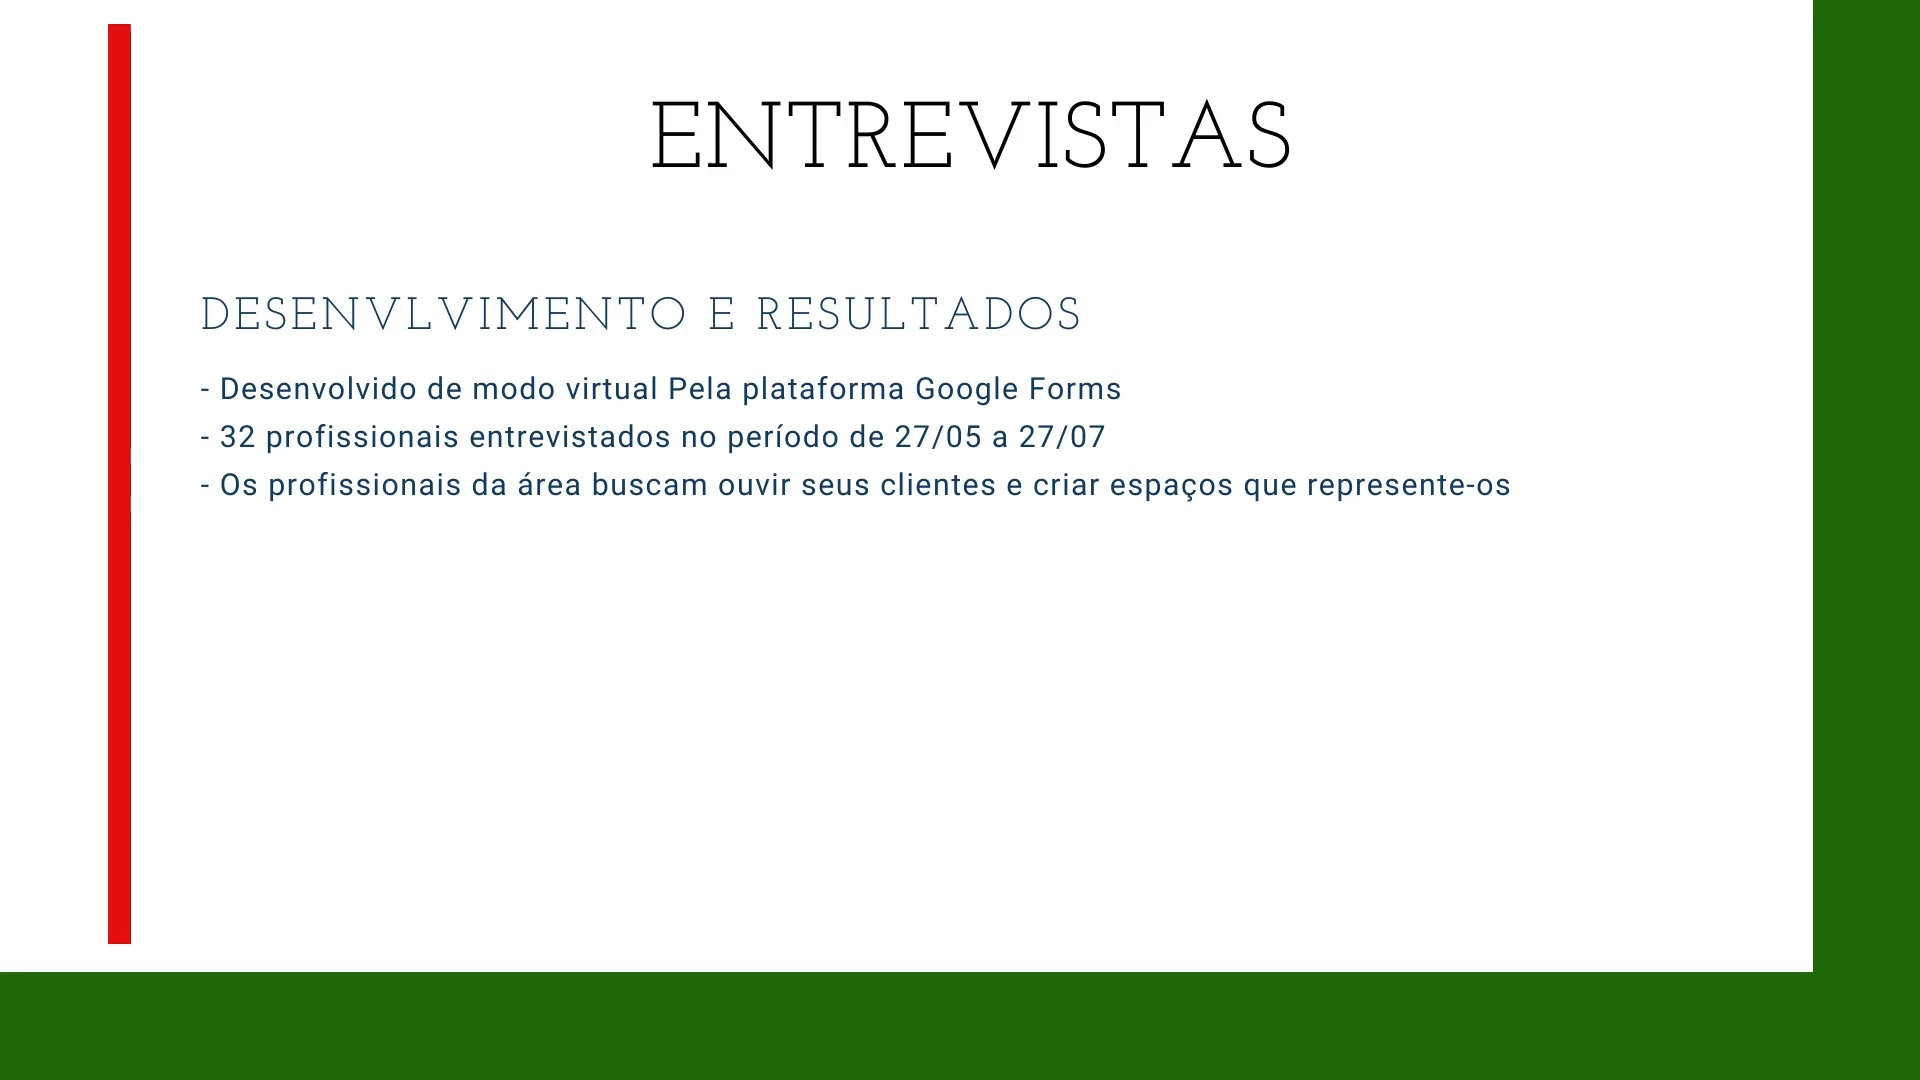 ENTREVISTAS
DESENVLVIMENTO E RESULTADOS
- Desenvolvido de modo virtual Pela plataforma Google Forms
- 32 profissionais entrevistados no período de 27/05 a 27/07
- Os profissionais da área buscam ouvir seus clientes e criar espaços que represente-os